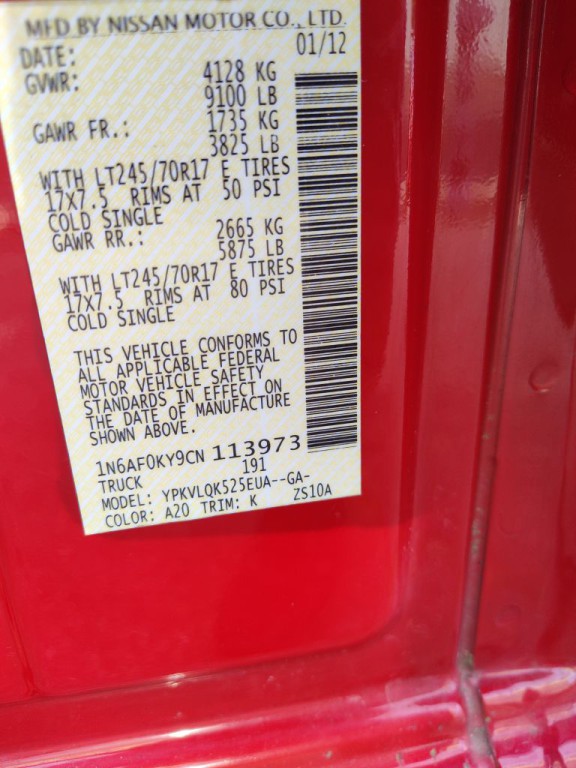 MFD BY NISSAN MOTOR CO., LTD.
DATE: 01/12
GVWR: 4128 KG
9100 LB
GAWR FR.: 1735 KG
3825 LB
WITH LT245/70R17 E TIRES
17X7.5 RIMS AT 50 PSI
COLD SINGLE
GAWR RR.: 2665 KG
5875 LB
WITH LT245/70R17 E TIRES
17X7.5 RIMS AT 80 PSI
COLD SINGLE
THIS VEHICLE CONFORMS TO
ALL APPLICABLE FEDERAL
MOTOR VEHICLE SAFETY
STANDARDS IN EFFECT ON
THE DATE OF MANUFACTURE
SHOWN ABOVE.
1N6AF0KY9CN 113973
TRUCK 191
MODEL: YPKVLQK525EUA--GA-
COLOR: A20 TRIM: K ZS10A